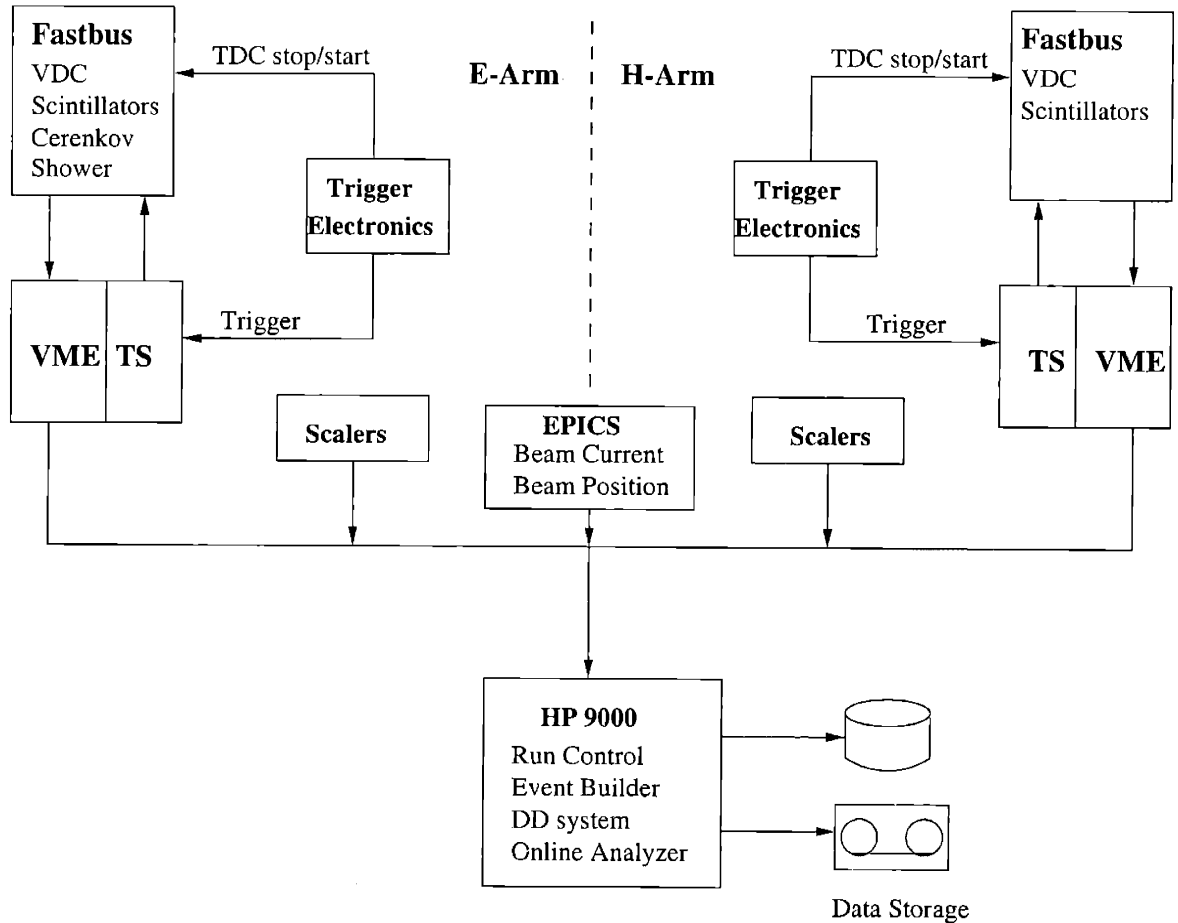 Fastbus
VDC
Scintillators
Cerenkov
Shower
TDC stop/start
E-Arm
H-Arm
TDC stop/start
Fastbus
VDC
Scintillators
Trigger
Electronics
Trigger
Electronics
Trigger
VME
TS
Trigger
TS
VME
Scalers
EPICS
Beam Current
Beam Position
Scalers
HP 9000
Run Control
Event Builder
DD system
Online Analyzer
Data Storage